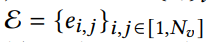 ℰ = {e_{i,j}}_{i,j∈[1,N_v]}